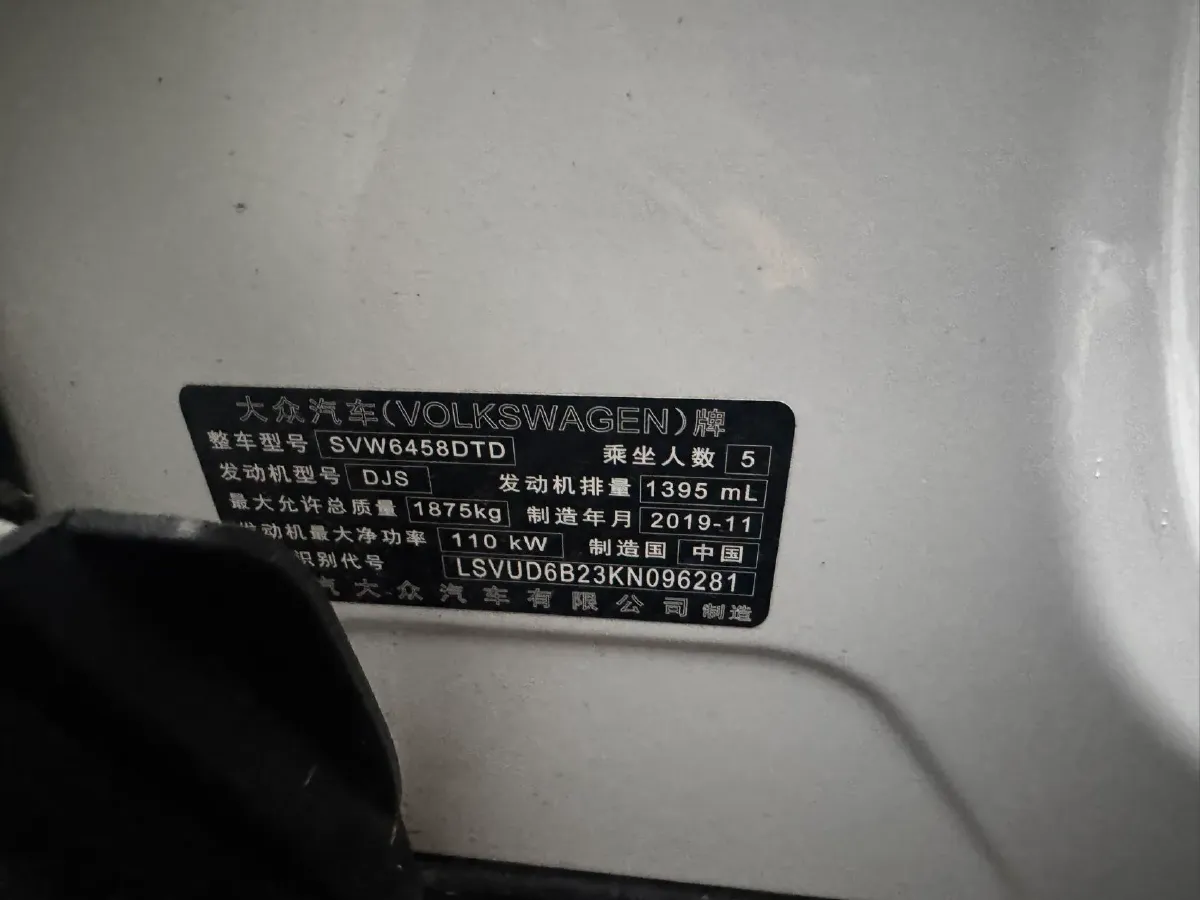 大众汽车(VOLKSWAGEN)牌
整车型号 SVW6458DTD 乘坐人数 5
发动机型号 DJS 发动机排量 1395 mL
最大允许总质量 1875kg 制造年月 2019-11
发动机最大净功率 110 kW 制造国 中国
识别代号 LSVUD6B23KN096281
汽大众汽车有限公司 制造